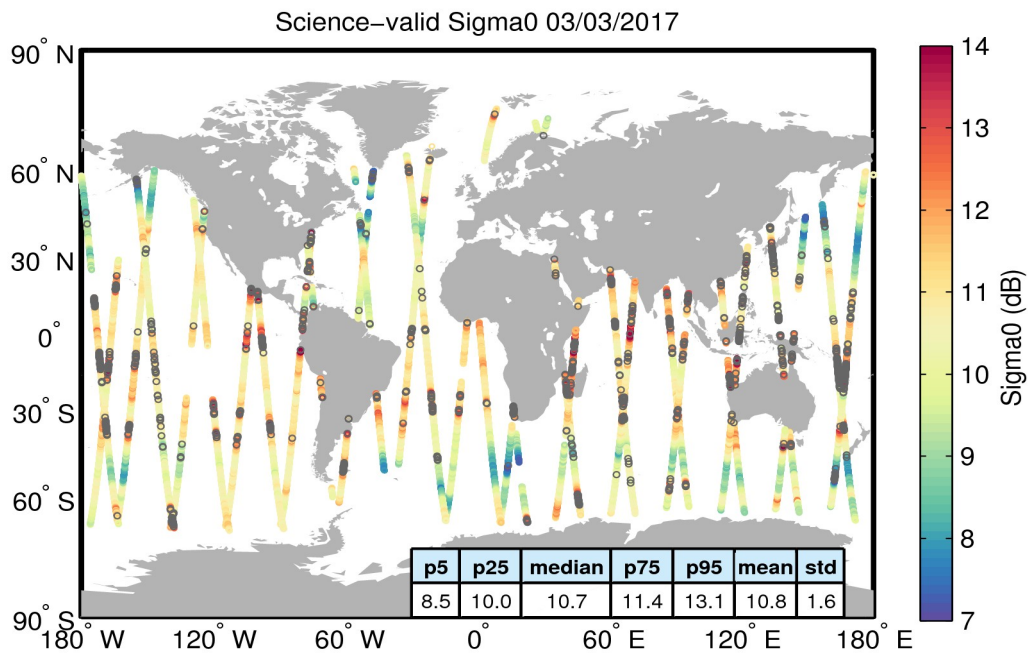 Science−valid Sigma0 03/03/2017
90° N
60° N
30° N
0°
30° S
60° S
90° S
180° W
120° W
60° W
0°
60° E
120° E
180° E
p5 p25 median p75 p95 mean std
8.5 10.0 10.7 11.4 13.1 10.8 1.6
14
13
12
11
10
9
8
7
Sigma0 (dB)